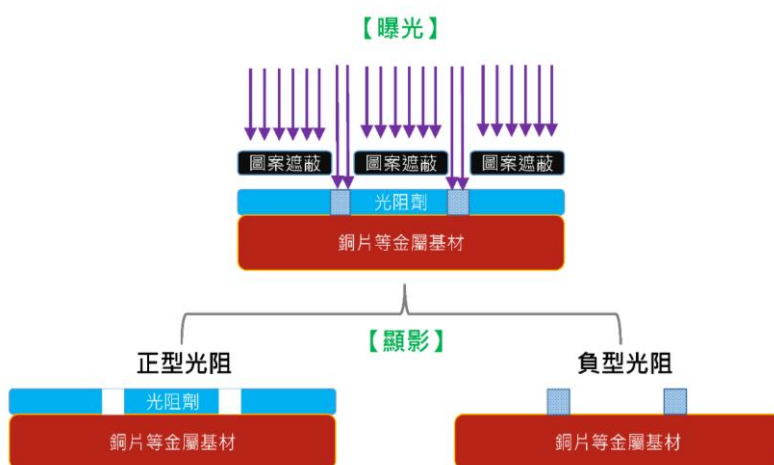 【曝光】
圖案遮蔽 圖案遮蔽 圖案遮蔽
光阻劑
銅片等金屬基材
【顯影】
正型光阻 負型光阻
光阻劑
銅片等金屬基材 銅片等金屬基材